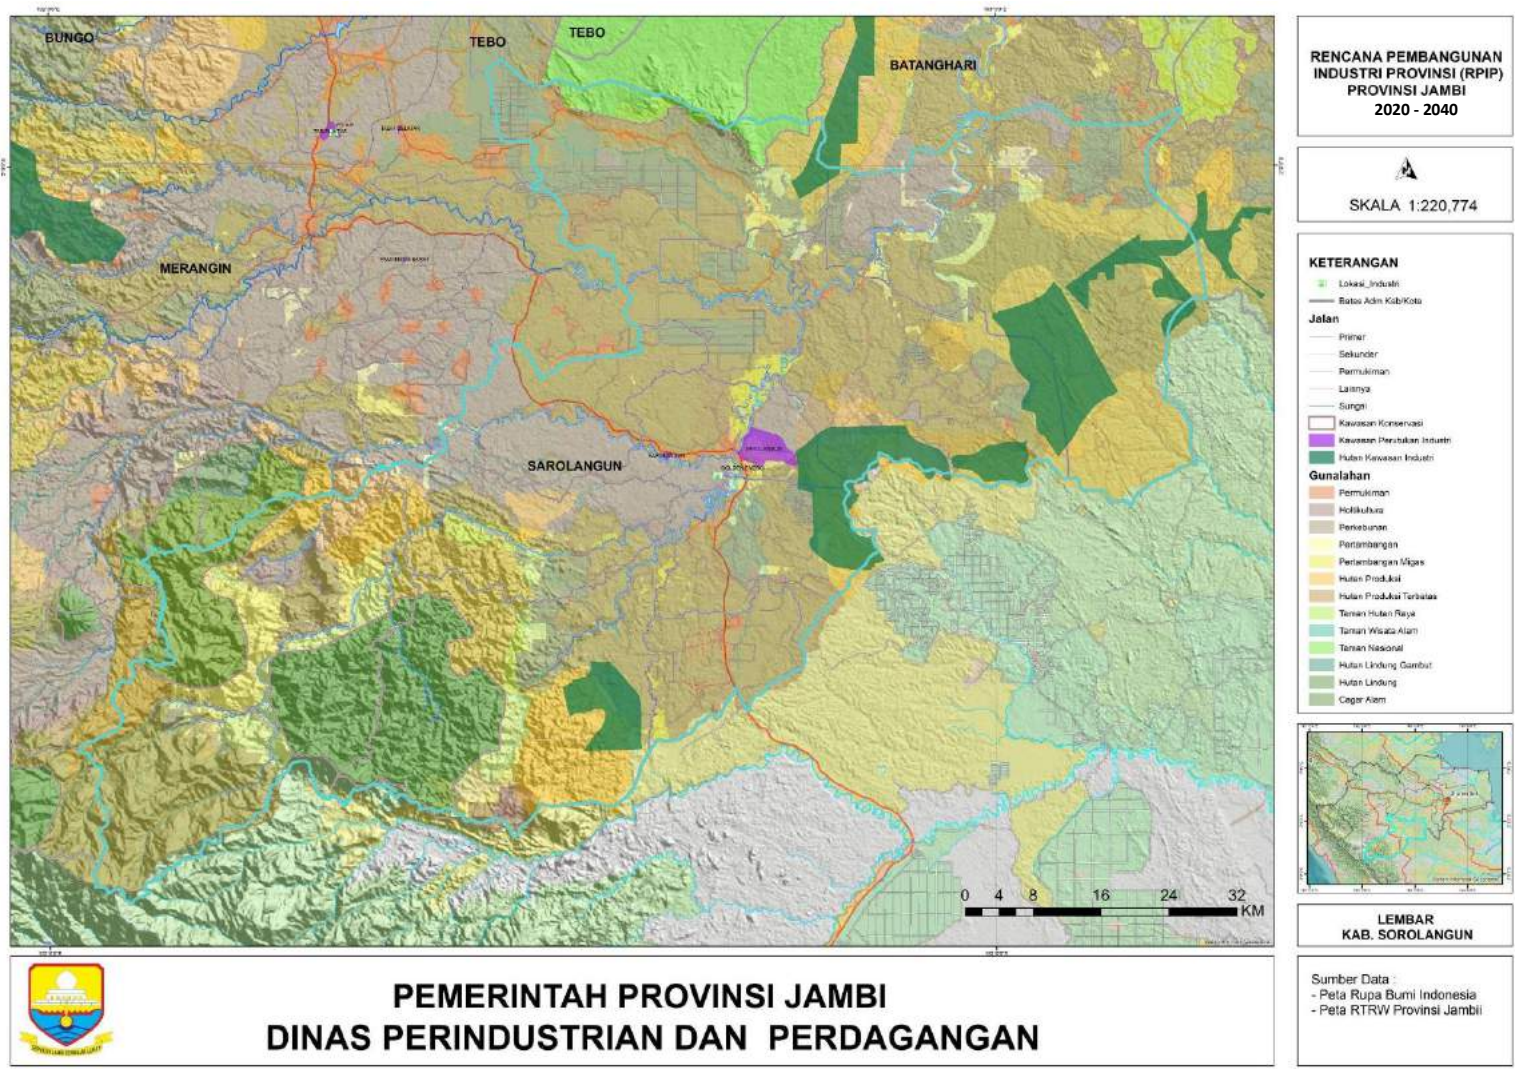 BUNGO
TEBO
TEBO
BATANGHARI
MERANGIN
SAROLANGUN
0 4 8 16 24 32
KM
RENCANA PEMBANGUNAN
INDUSTRI PROVINSI (RPIP)
PROVINSI JAMBI
2020 - 2040
SKALA 1:220,774
KETERANGAN
Lokasi_Industri
Batas Adm Kab/Kota
Jalan
Primer
Sekunder
Permukiman
Lainnya
Sungai
Kawasan Konservasi
Kawasan Perutukan Industri
Hutan Kawasan Industri
Gunalahan
Permukiman
Holtikultura
Perkebunan
Pertambangan
Pertambangan Migas
Hutan Produksi
Hutan Produksi Terbatas
Taman Hutan Raya
Taman Wisata Alam
Taman Nasional
Hutan Lindung Gambut
Hutan Lindung
Cagar Alam
LEMBAR
KAB. SOROLANGUN
Sumber Data :
- Peta Rupa Bumi Indonesia
- Peta RTRW Provinsi Jambii
PEMERINTAH PROVINSI JAMBI
DINAS PERINDUSTRIAN DAN PERDAGANGAN